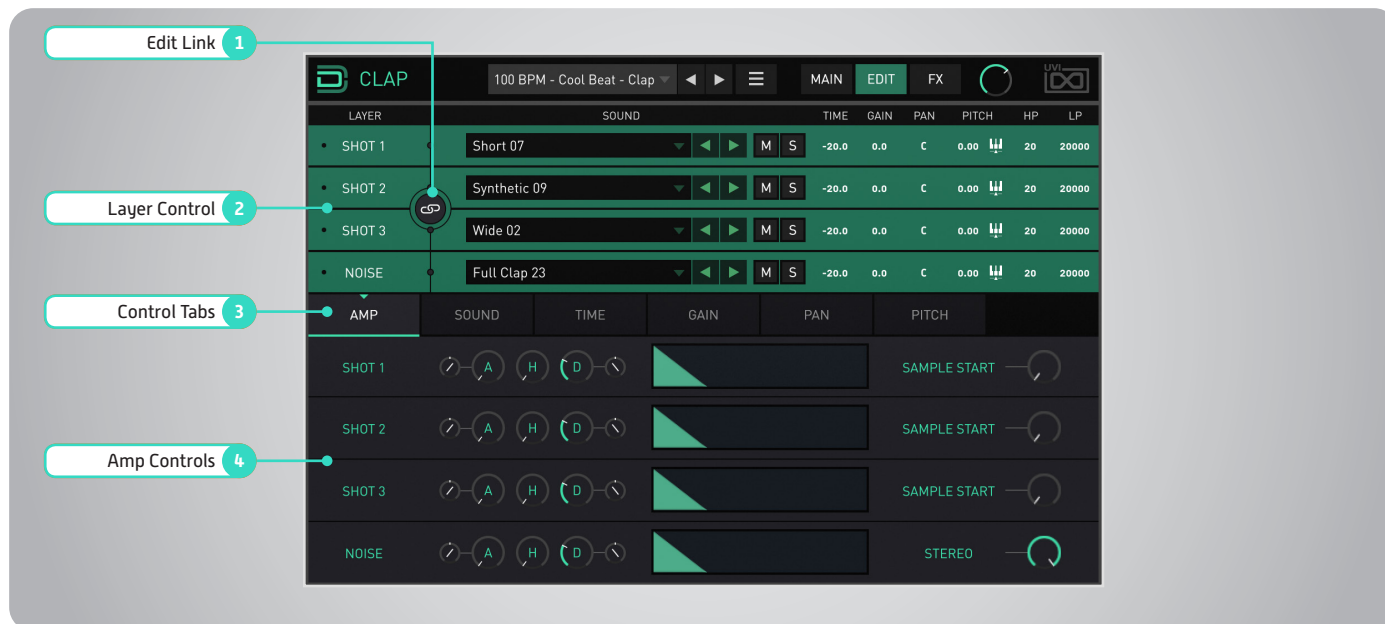 Edit Link 1
CLAP 100 BPM - Cool Beat - Clap MAIN EDIT FX UVI
LAYER SOUND TIME GAIN PAN PITCH HP LP
SHOT 1 Short 07 M S -20.0 0.0 C 0.00 20 20000
SHOT 2 Synthetic 09 M S -20.0 0.0 C 0.00 20 20000
Layer Control 2
SHOT 3 Wide 02 M S -20.0 0.0 C 0.00 20 20000
NOISE Full Clap 23 M S -20.0 0.0 C 0.00 20 20000
Control Tabs 3
AMP SOUND TIME GAIN PAN PITCH
SHOT 1 A H D SAMPLE START
SHOT 2 A H D SAMPLE START
Amp Controls 4
SHOT 3 A H D SAMPLE START
NOISE A H D STEREO